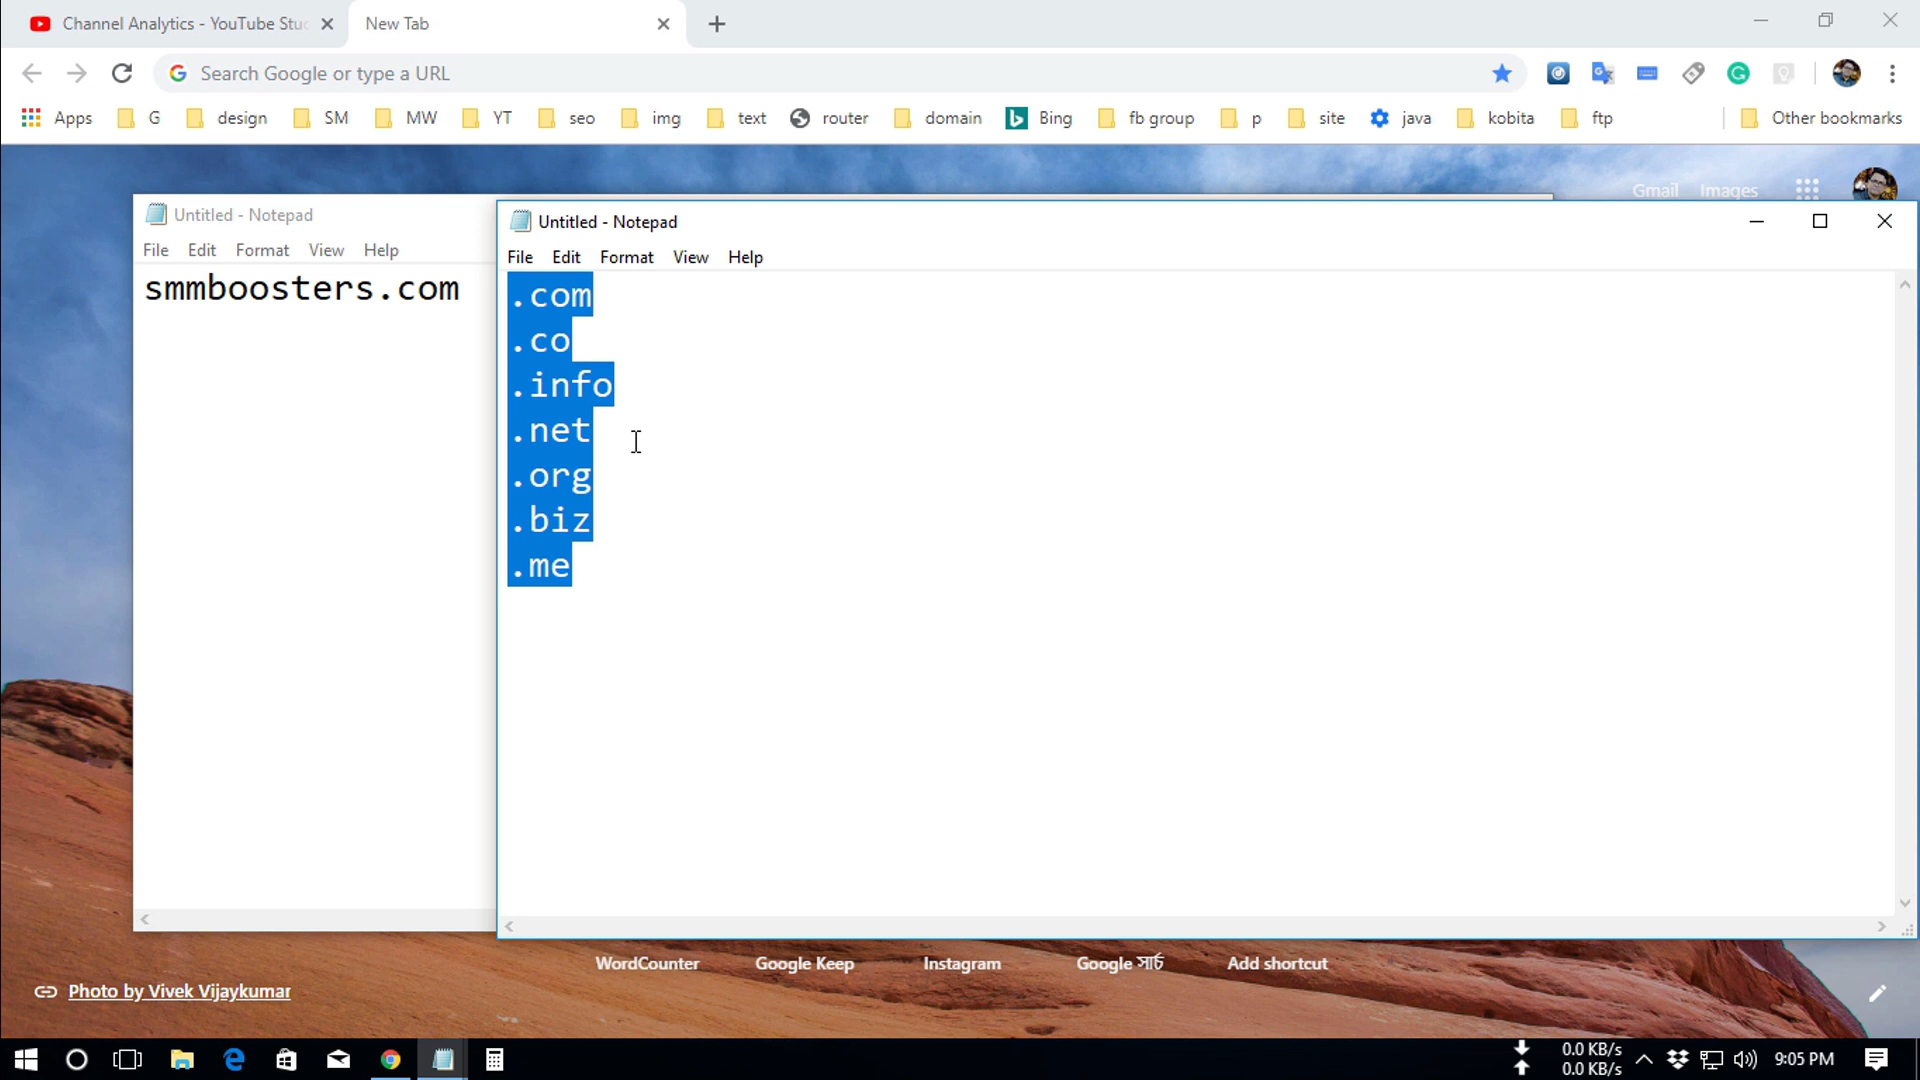 Channel Analytics - YouTube Stu
New Tab
Search Google or type a URL
Apps G design SM MW YT seo img text router domain Bing fb group p site java kobita ftp Other bookmarks
Gmail Images
Untitled - Notepad
File Edit Format View Help
smmboosters.com
Untitled - Notepad
File Edit Format View Help
.com
.co
.info
.net
.org
.biz
.me
WordCounter Google Keep Instagram Google সার্চ Add shortcut
Photo by Vivek Vijaykumar
0.0 KB/s
0.0 KB/s
9:05 PM